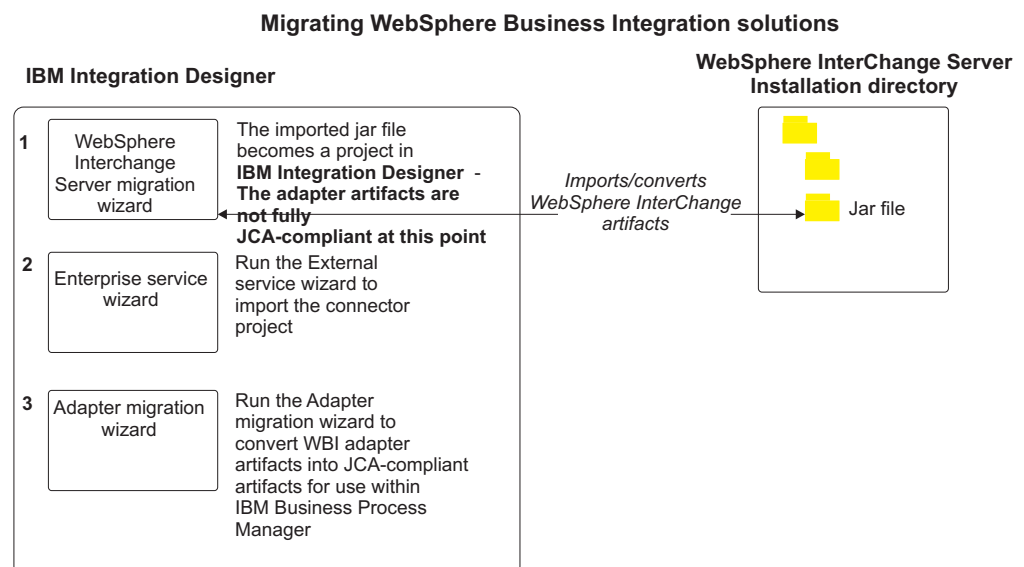 Migrating WebSphere Business Integration solutions
IBM Integration Designer
WebSphere InterChange Server
Installation directory
1
WebSphere
Interchange
Server migration
wizard
The imported jar file
becomes a project in
IBM Integration Designer -
The adapter artifacts are
not fully
JCA-compliant at this point
Imports/converts
WebSphere InterChange
artifacts
Jar file
2
Enterprise service
wizard
Run the External
service wizard to
import the connector
project
3
Adapter migration
wizard
Run the Adapter
migration wizard to
convert WBI adapter
artifacts into JCA-compliant
artifacts for use within
IBM Business Process
Manager